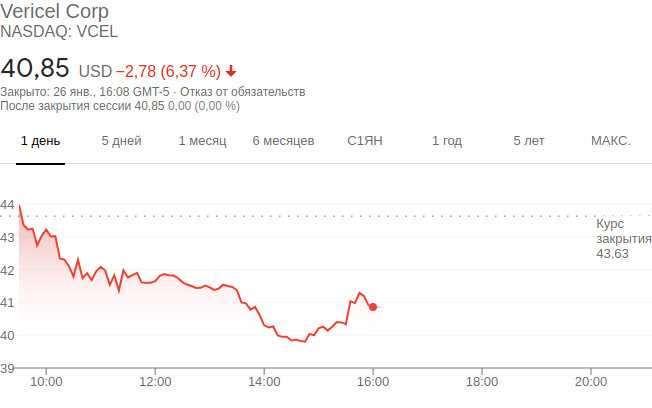 Vericel Corp
NASDAQ: VCEL
40,85 USD −2,78 (6,37 %)
Закрыто: 26 янв., 16:08 GMT-5 · Отказ от обязательств
После закрытия сессии 40,85 0,00 (0,00 %)
1 день 5 дней 1 месяц 6 месяцев С1ЯН 1 год 5 лет МАКС.
44
Курс
закрытия
43,63
43
42
41
40
39
10:00 12:00 14:00 16:00 18:00 20:00